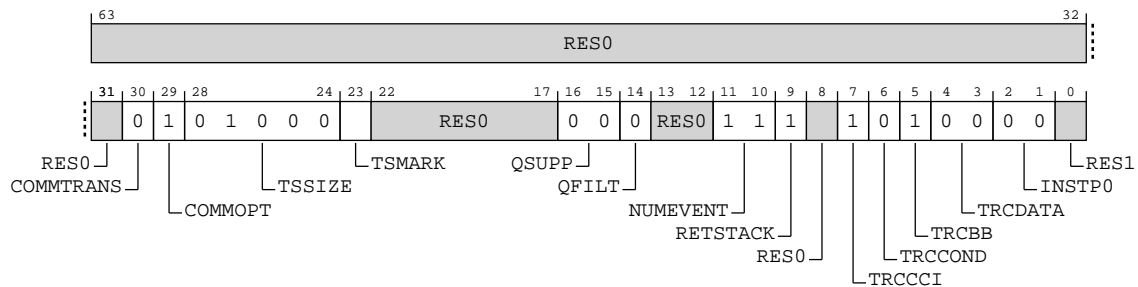 63 32
RES0
31 30 29 28 24 23 22 17 16 15 14 13 12 11 10 9 8 7 6 5 4 3 2 1 0
0 1 0 1 0 0 0 RES0 0 0 0 RES0 1 1 1 1 0 1 0 0 0 0
RES0 TSMARK QSUPP RES1
COMMTRANS TSSIZE QFILT INSTP0
COMMOPT NUMEVENT TRCDATA
RETSTACK TRCBB
RES0 TRCCOND
TRCCCI